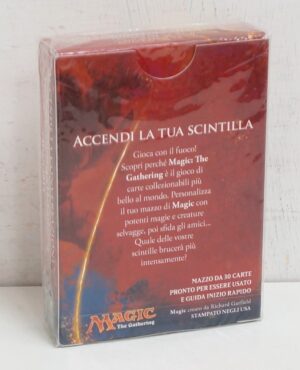 ACCENDI LA TUA SCINTILLA
Gioca con il fuoco!
Scopri perché Magic: The
Gathering è il gioco di
carte collezionabili più
bello al mondo. Personalizza
il tuo mazzo di Magic con
potenti magie e creature
selvagge, poi sfida gli amici...
Quale delle vostre
scintille brucerà più
intensamente?
MAZZO DA 30 CARTE
PRONTO PER ESSERE USATO
E GUIDA INIZIO RAPIDO
Magic creato da Richard Garfield
STAMPATO NEGLI USA
MAGIC
The Gathering